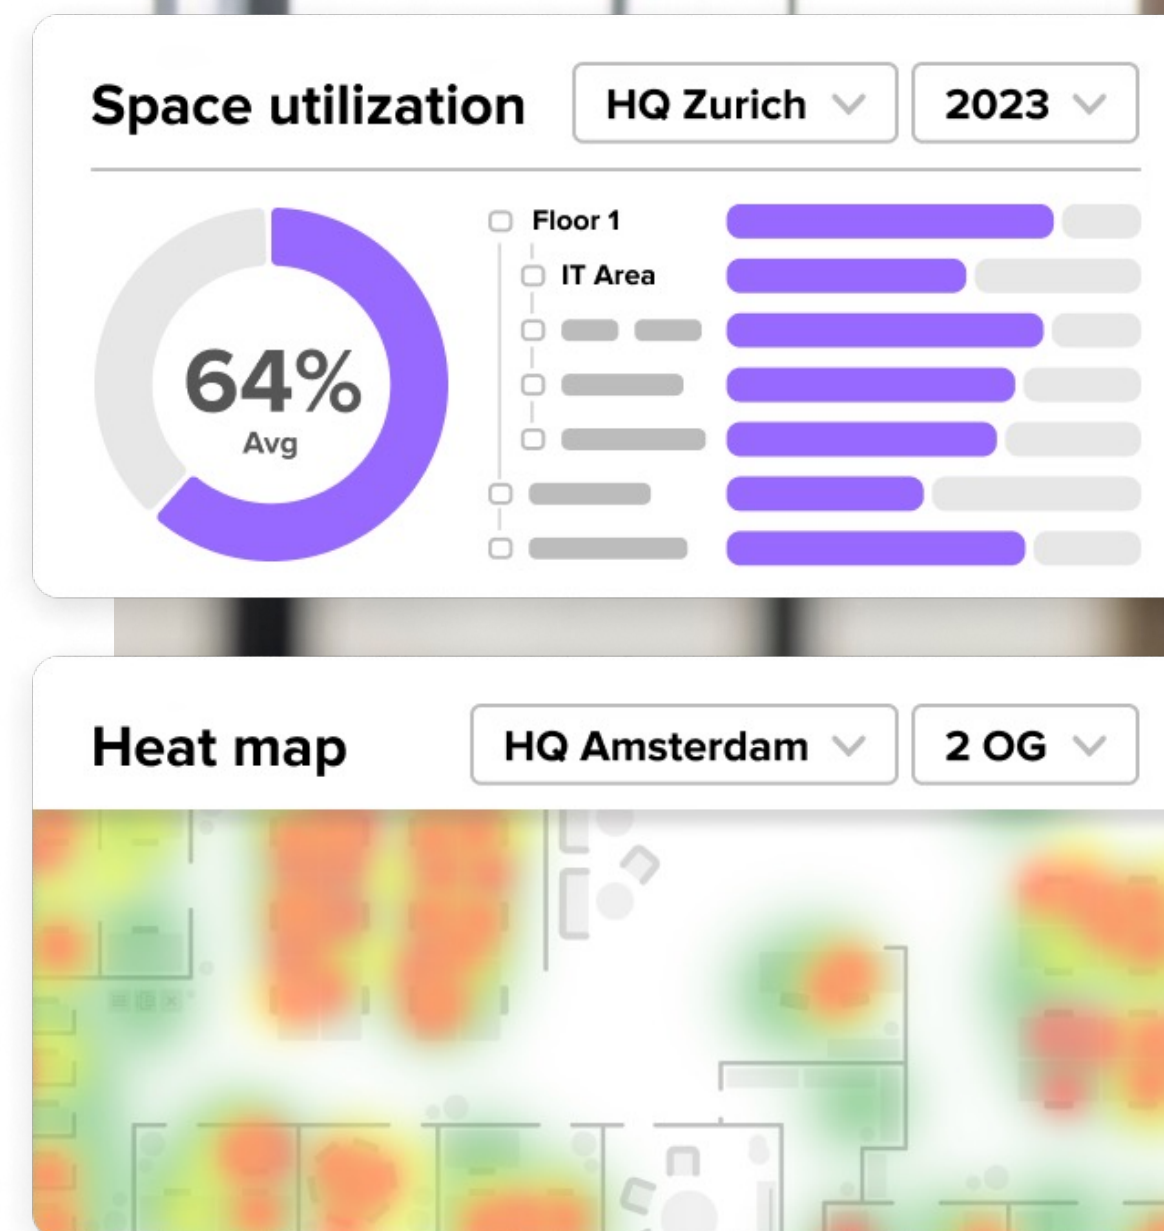 Space utilization
HQ Zurich
2023
64%
Avg
Floor 1
IT Area
Heat map
HQ Amsterdam
2 OG